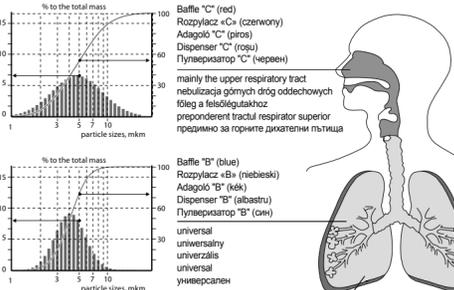 % to the total mass
15
10
5
0
100
60
30
1
3
5
7
10
particle sizes, mkm
Baffle "C" (red)
Rozpylacz «C» (czerwony)
Adagoló "C" (piros)
Dispenser "C" (roșu)
Пулверизатор "C" (червен)
mainly the upper respiratory tract
nebulizacja górnych dróg oddechowych
főleg a felsőlégutakhoz
preponderent tractul respirator superior
предимно за горните дихателни пътища
% to the total mass
15
10
5
0
100
60
30
1
3
5
7
10
particle sizes, mkm
Baffle "B" (blue)
Rozpylacz «B» (niebieski)
Adagoló "B" (kék)
Dispenser "B" (albastru)
Пулверизатор "B" (син)
universal
uniwersalny
univerzális
universal
универсален